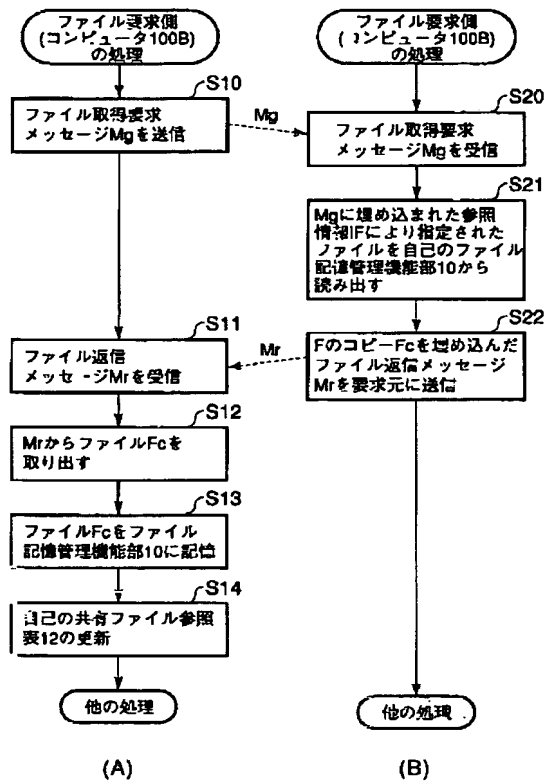 ファイル要求側
(コンピュータ100B)
の処理
S10
ファイル取得要求
メッセージMgを送信
Mg
S11
ファイル返信
メッセージMrを受信
Mr
S12
MrからファイルFcを
取り出す
S13
ファイルFcをファイル
記憶管理機能部10に記憶
S14
自己の共有ファイル参照
表12の更新
他の処理
(A)
ファイル要求側
(コンピュータ100B)
の処理
S20
ファイル取得要求
メッセージMgを受信
S21
Mgに埋め込まれた参照
情報IFにより指定された
ファイルを自己のファイル
記憶管理機能部10から
読み出す
S22
FのコピーFcを埋め込んだ
ファイル返信メッセージ
Mrを要求元に送信
他の処理
(B)